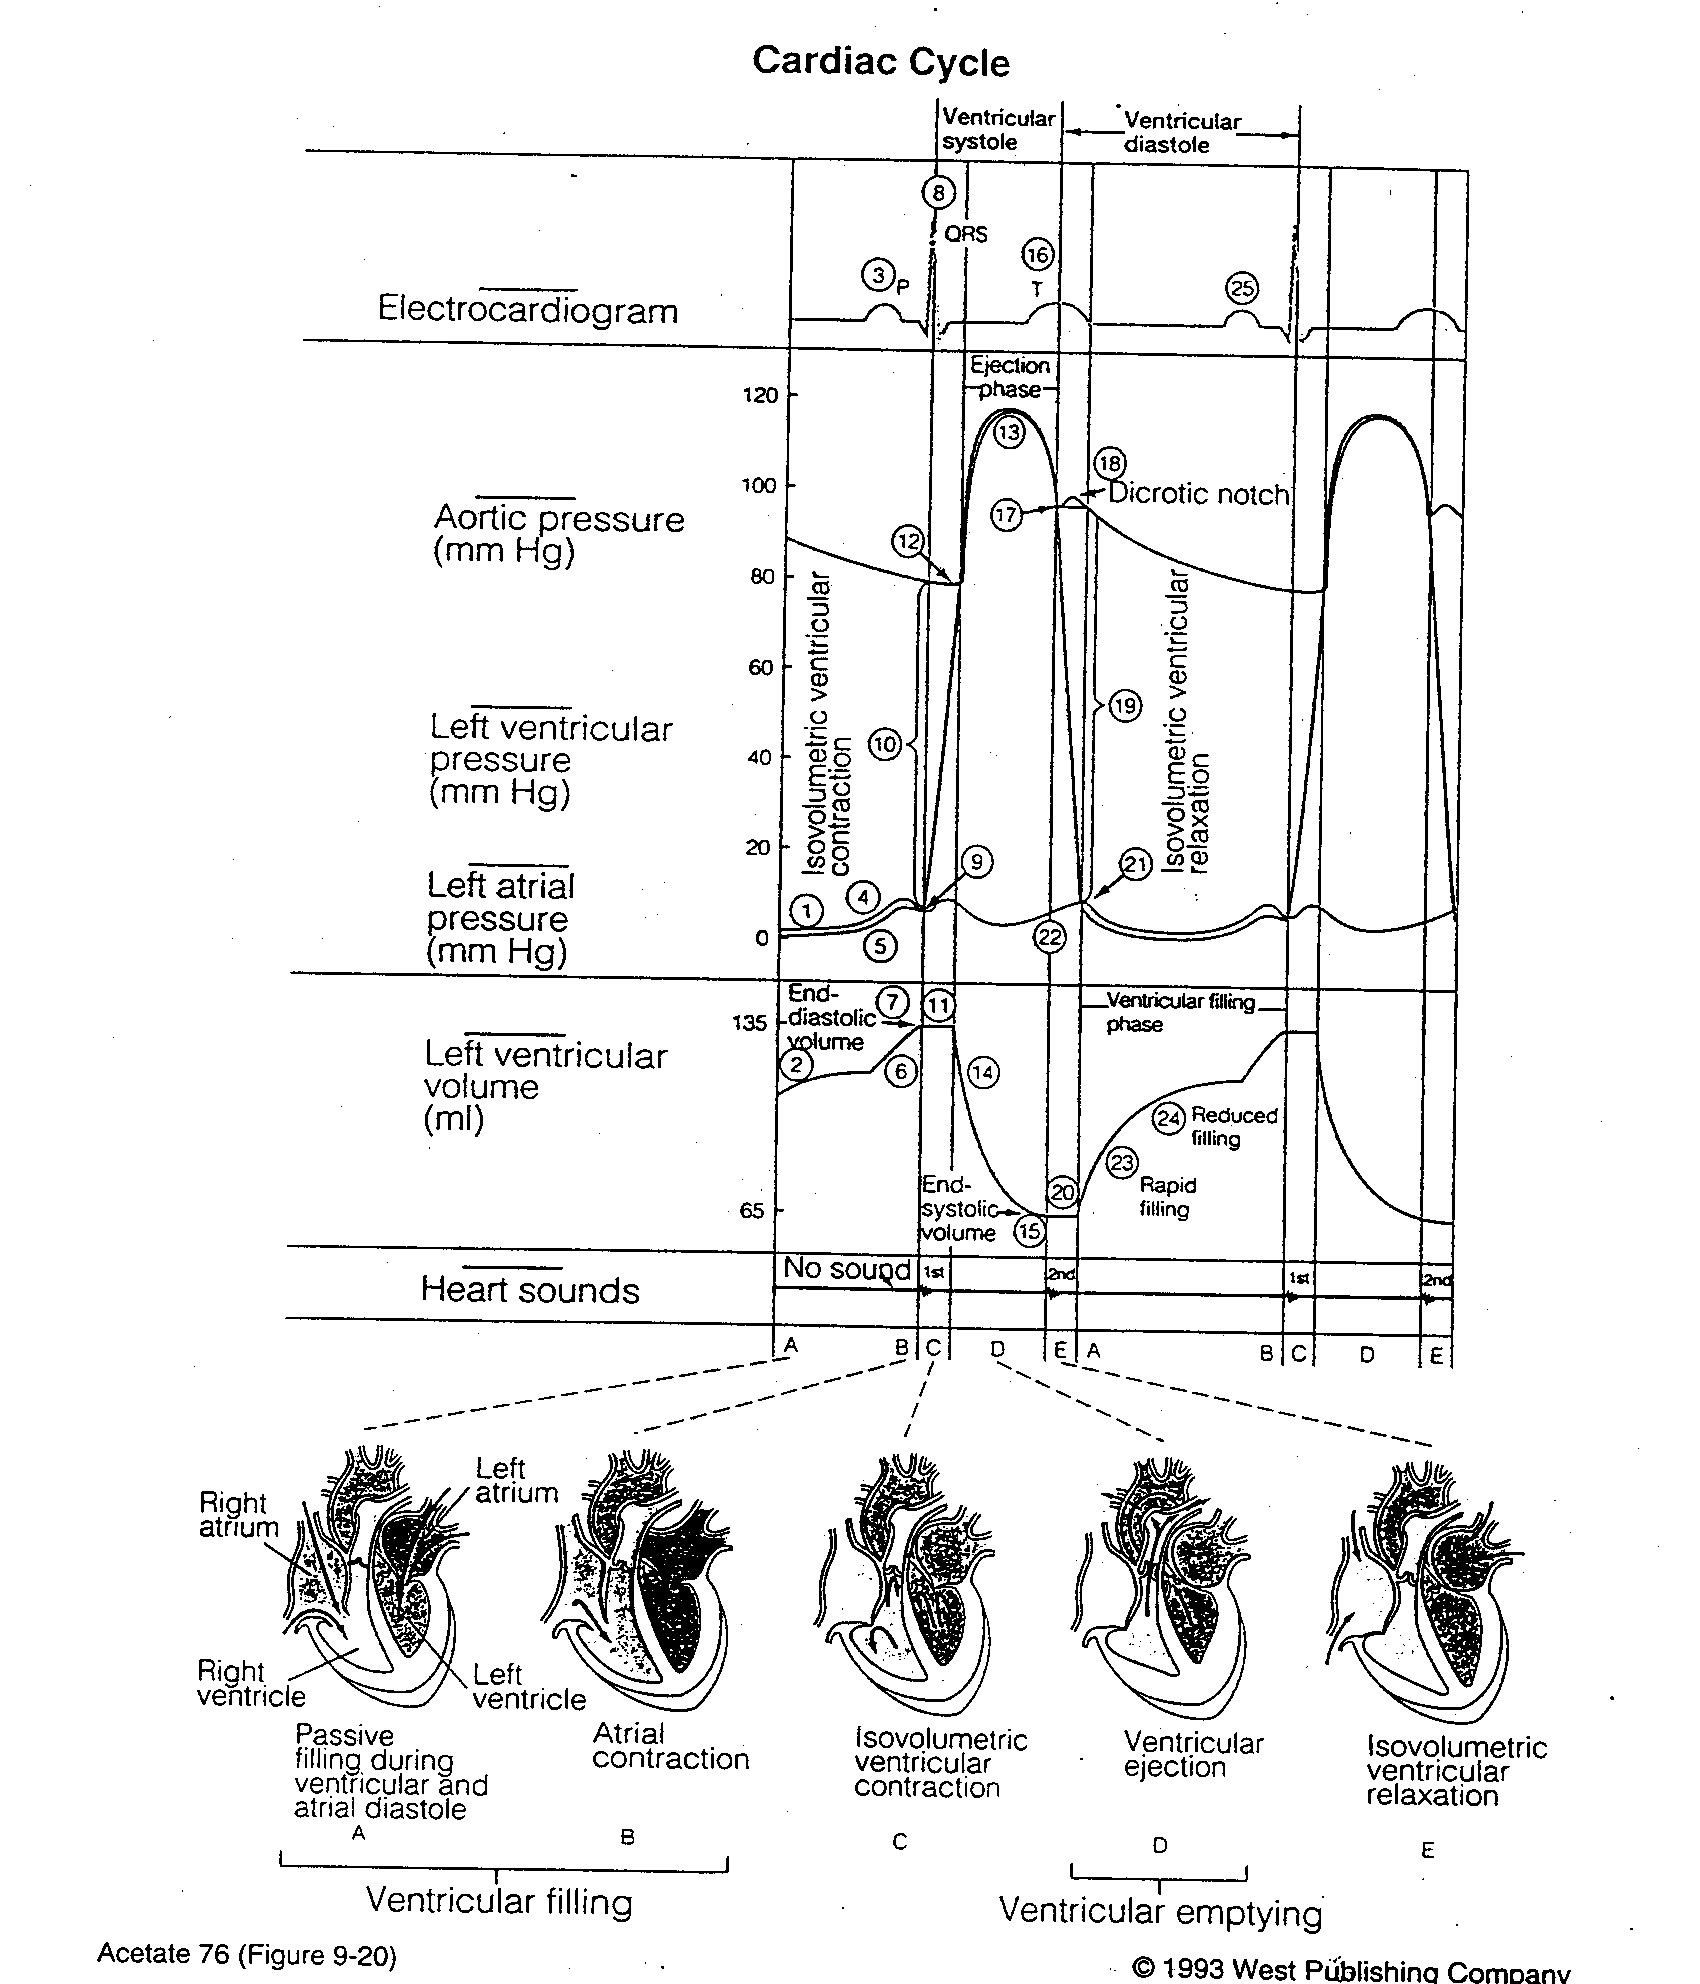 Cardiac Cycle
Ventricular
systole
Ventricular
diastole
8
QRS
16
3
P
T
25
Electrocardiogram
Ejection
phase
120
13
18
100
Dicrotic notch
17
Aortic pressure
(mm Hg)
12
80
Isovolumetric ventricular
contraction
Isovolumetric ventricular
relaxation
60
19
Left ventricular
pressure
(mm Hg)
10
40
20
9
21
Left atrial
pressure
(mm Hg)
1
4
5
0
22
End-
diastolic
volume
7
11
135
Ventricular filling
phase
Left ventricular
volume
(ml)
2
6
14
24
Reduced
filling
23
Rapid
filling
End-
systolic
volume
20
65
15
No sound
1st
2nd
1st
2nd
Heart sounds
A
B
C
D
E
A
B
C
D
E
Left
atrium
Right
atrium
Right
ventricle
Left
ventricle
Passive
filling during
ventricular and
atrial diastole
A
Atrial
contraction
B
Isovolumetric
ventricular
contraction
C
Ventricular
ejection
D
Isovolumetric
ventricular
relaxation
E
Ventricular filling
Ventricular emptying
Acetate 76 (Figure 9-20)
© 1993 West Publishing Company